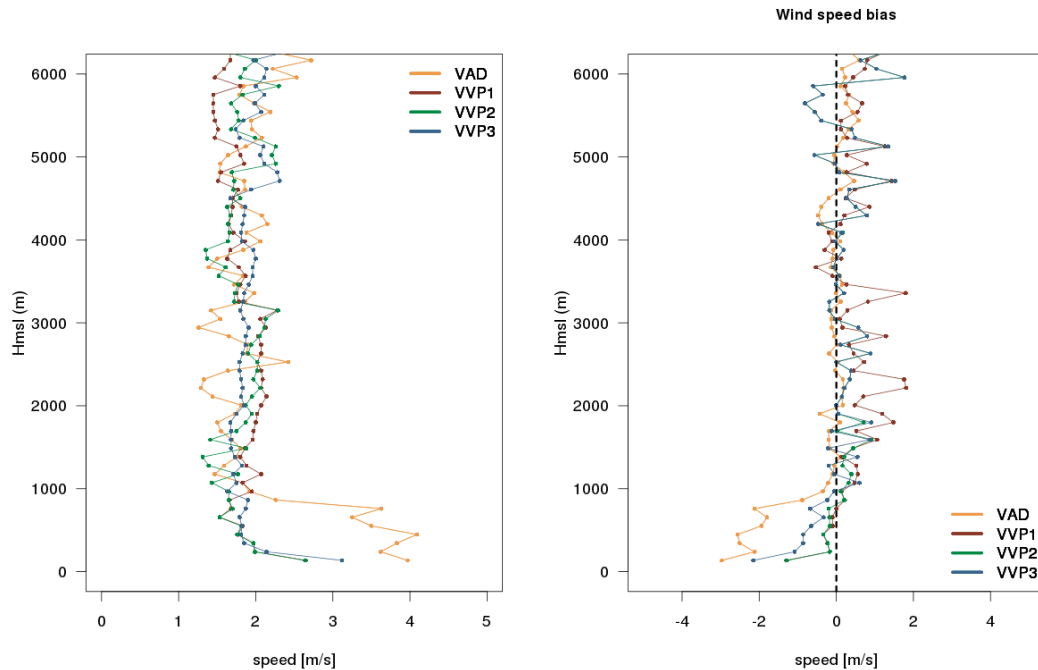 Wind speed bias
6000
5000
4000
3000
2000
1000
0
Hmsl (m)
VAD
VVP1
VVP2
VVP3
0 1 2 3 4 5
speed [m/s]
6000
5000
4000
3000
2000
1000
0
Hmsl (m)
VAD
VVP1
VVP2
VVP3
-4 -2 0 2 4
speed [m/s]